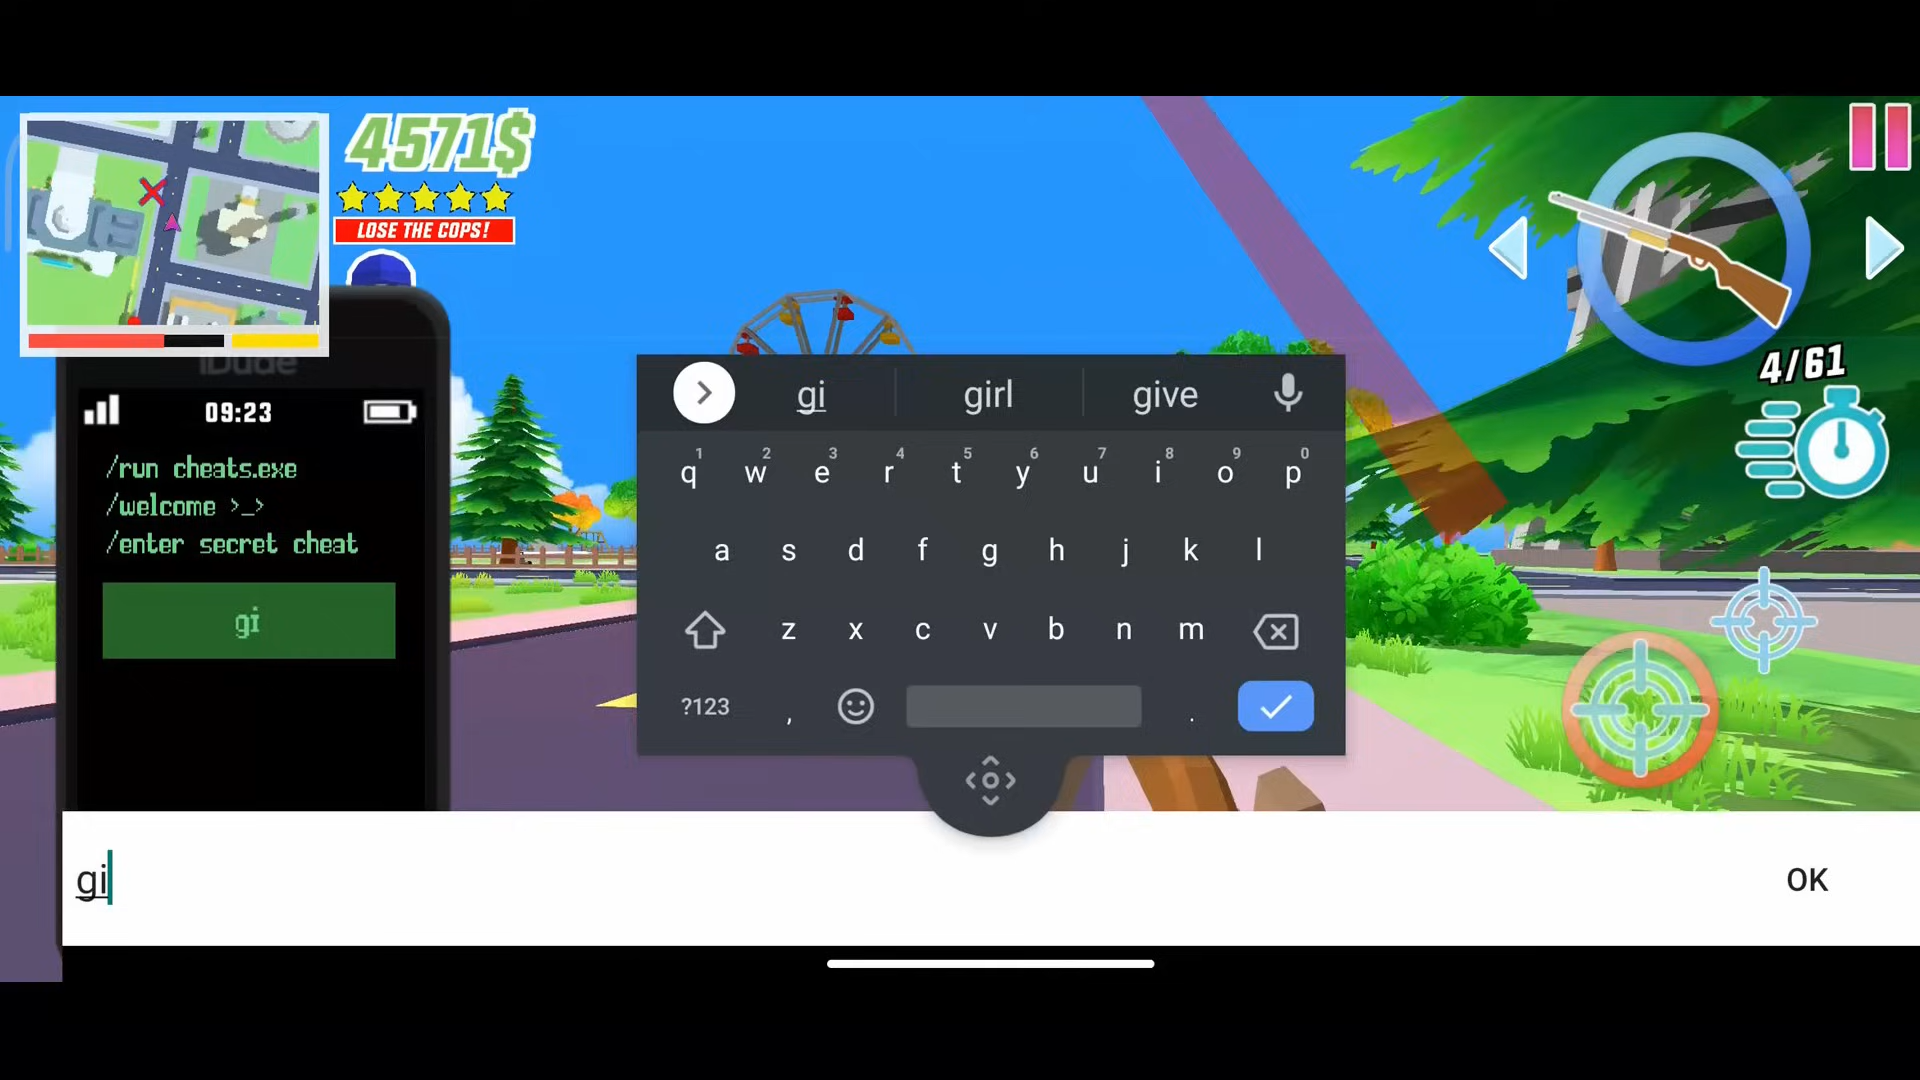 4571$
LOSE THE COPS!
iDude
09:23
/run cheats.exe
/welcome >_>
/enter secret cheat
gi
4/61
gi girl give
1 2 3 4 5 6 7 8 9 0
q w e r t y u i o p
a s d f g h j k l
z x c v b n m
?123 , .
gi
OK